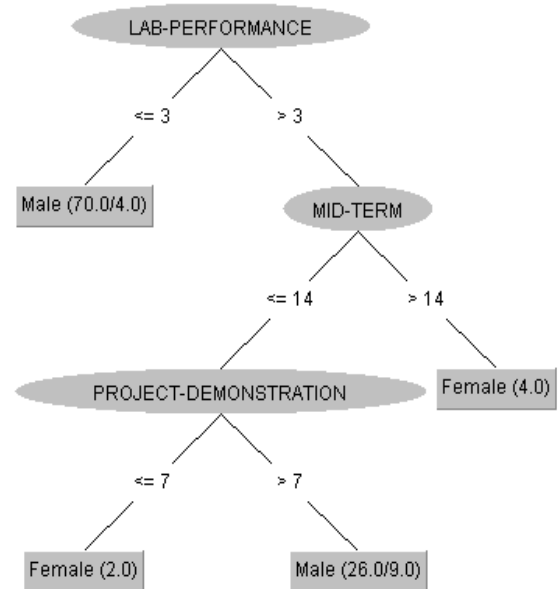 LAB-PERFORMANCE
<= 3
> 3
Male (70.0/4.0)
MID-TERM
<= 14
> 14
PROJECT-DEMONSTRATION
Female (4.0)
<= 7
> 7
Female (2.0)
Male (26.0/9.0)